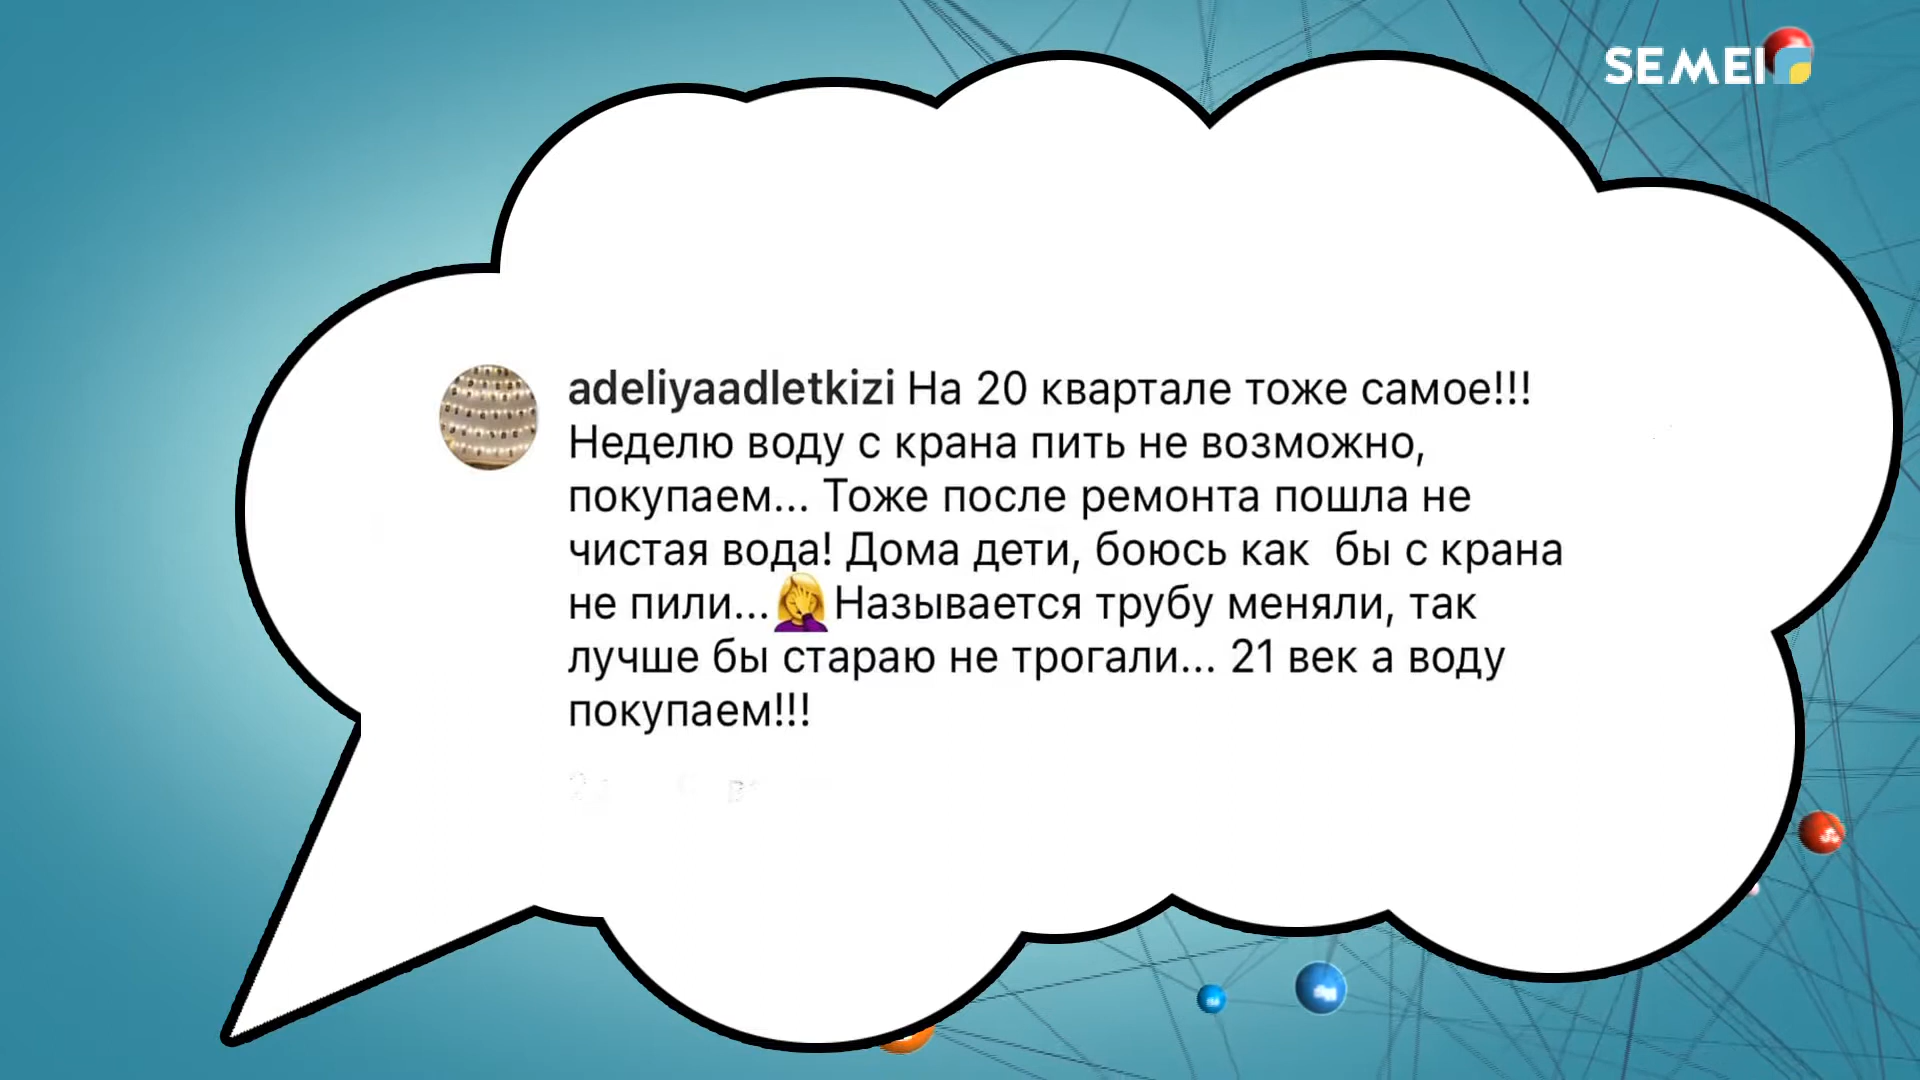 SEMEI
adeliyaadletkizi На 20 квартале тоже самое!!!
Неделю воду с крана пить не возможно,
покупаем... Тоже после ремонта пошла не
чистая вода! Дома дети, боюсь как  бы с крана
не пили...🤦‍♀️Называется трубу меняли, так
лучше бы стараю не трогали... 21 век а воду
покупаем!!!